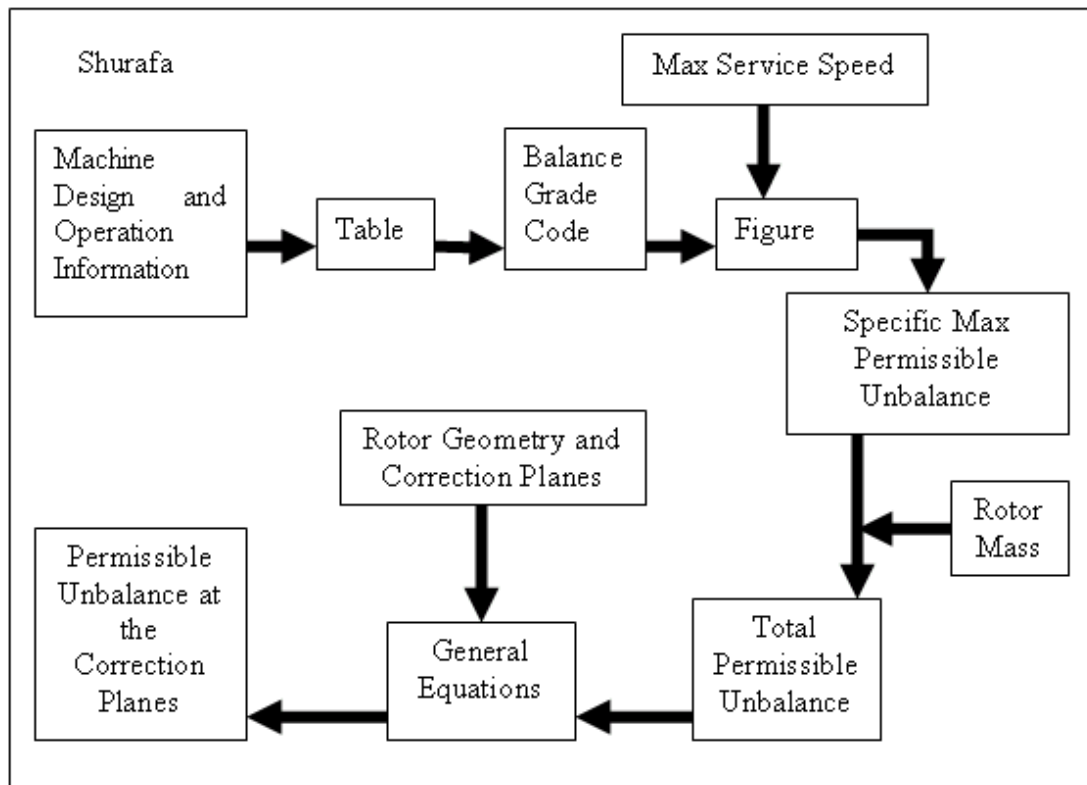 Shurafa
Max Service Speed
Machine
Design and
Operation
Information
Table
Balance
Grade
Code
Figure
Specific Max
Permissible
Unbalance
Rotor Geometry and
Correction Planes
Rotor
Mass
Permissible
Unbalance at
the
Correction
Planes
General
Equations
Total
Permissible
Unbalance